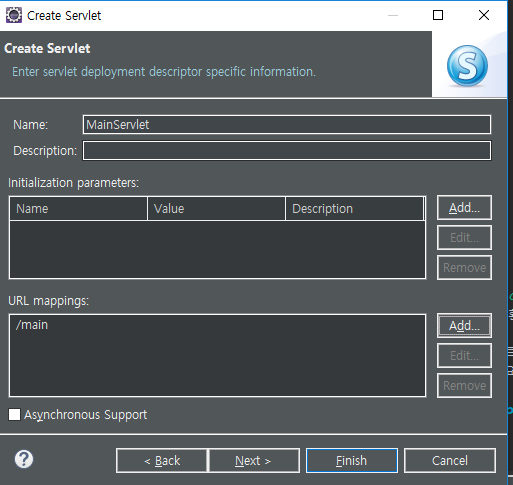 Create Servlet
Create Servlet
Enter servlet deployment descriptor specific information.
S
Name: MainServlet
Description:
Initialization parameters:
Name Value Description
Add...
Edit...
Remove
URL mappings:
/main
Add...
Edit...
Remove
Asynchronous Support
? < Back Next > Finish Cancel